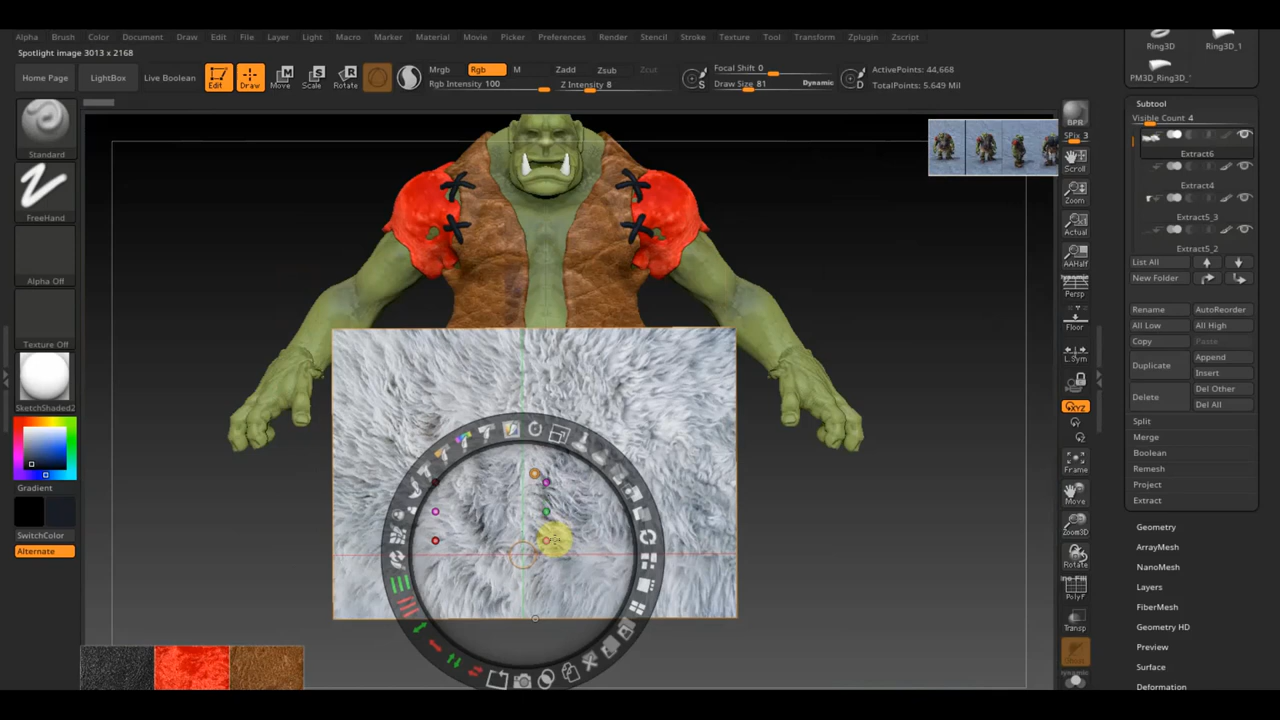 Alpha Brush Color Document Draw Edit File Layer Light Macro Marker Material Movie Picker Preferences Render Stencil Stroke Texture Tool Transform Zplugin Zscript
Spotlight image 3013 x 2168
Home Page LightBox Live Boolean
Edit Draw Move Scale Rotate
Mrgb Rgb M Zadd Zsub Zcut
Rgb Intensity 100 Z Intensity 8
S
Focal Shift 0
Draw Size 81 Dynamic
D
ActivePoints: 44,668
TotalPoints: 5.649 Mil
Standard
FreeHand
Alpha Off
Texture Off
SketchShaded2
Gradient
SwitchColor
Alternate
BPR
SPix 3
Scroll
Zoom
Actual
AAHalf
Dynamic
Persp
Floor
L.Sym
XYZ
Frame
Move
Zoom3D
Rotate
PolyF
Transp
Ring3D Ring3D_1
PM3D_Ring3D_
Subtool
Visible Count 4
Extract6
Extract4
Extract5_3
Extract5_2
List All
New Folder
Rename AutoReorder
All Low All High
Copy Paste
Duplicate Append
Insert
Delete Del Other
Del All
Split
Merge
Boolean
Remesh
Project
Extract
Geometry
ArrayMesh
NanoMesh
Layers
FiberMesh
Geometry HD
Preview
Surface
Deformation